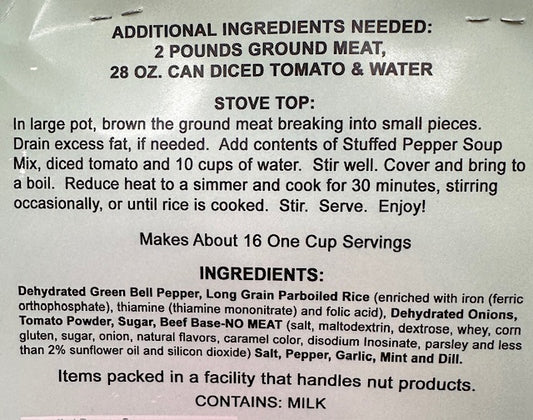 ADDITIONAL INGREDIENTS NEEDED:
2 POUNDS GROUND MEAT,
28 OZ. CAN DICED TOMATO & WATER
STOVE TOP:
In large pot, brown the ground meat breaking into small pieces.
Drain excess fat, if needed. Add contents of Stuffed Pepper Soup
Mix, diced tomato and 10 cups of water. Stir well. Cover and bring to
a boil. Reduce heat to a simmer and cook for 30 minutes, stirring
occasionally, or until rice is cooked. Stir. Serve. Enjoy!
Makes About 16 One Cup Servings
INGREDIENTS:
Dehydrated Green Bell Pepper, Long Grain Parboiled Rice (enriched with iron (ferric
orthophosphate), thiamine (thiamine mononitrate) and folic acid), Dehydrated Onions,
Tomato Powder, Sugar, Beef Base-NO MEAT (salt, maltodextrin, dextrose, whey, corn
gluten, sugar, onion, natural flavors, caramel color, disodium Inosinate, parsley and less
than 2% sunflower oil and silicon dioxide) Salt, Pepper, Garlic, Mint and Dill.
Items packed in a facility that handles nut products.
CONTAINS: MILK